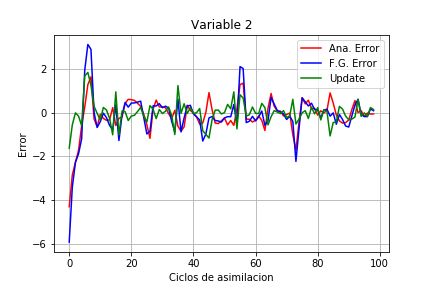 Variable 2
Ana. Error
F.G. Error
Update
Error
2
0
−2
−4
−6
0 20 40 60 80 100
Ciclos de asimilacion